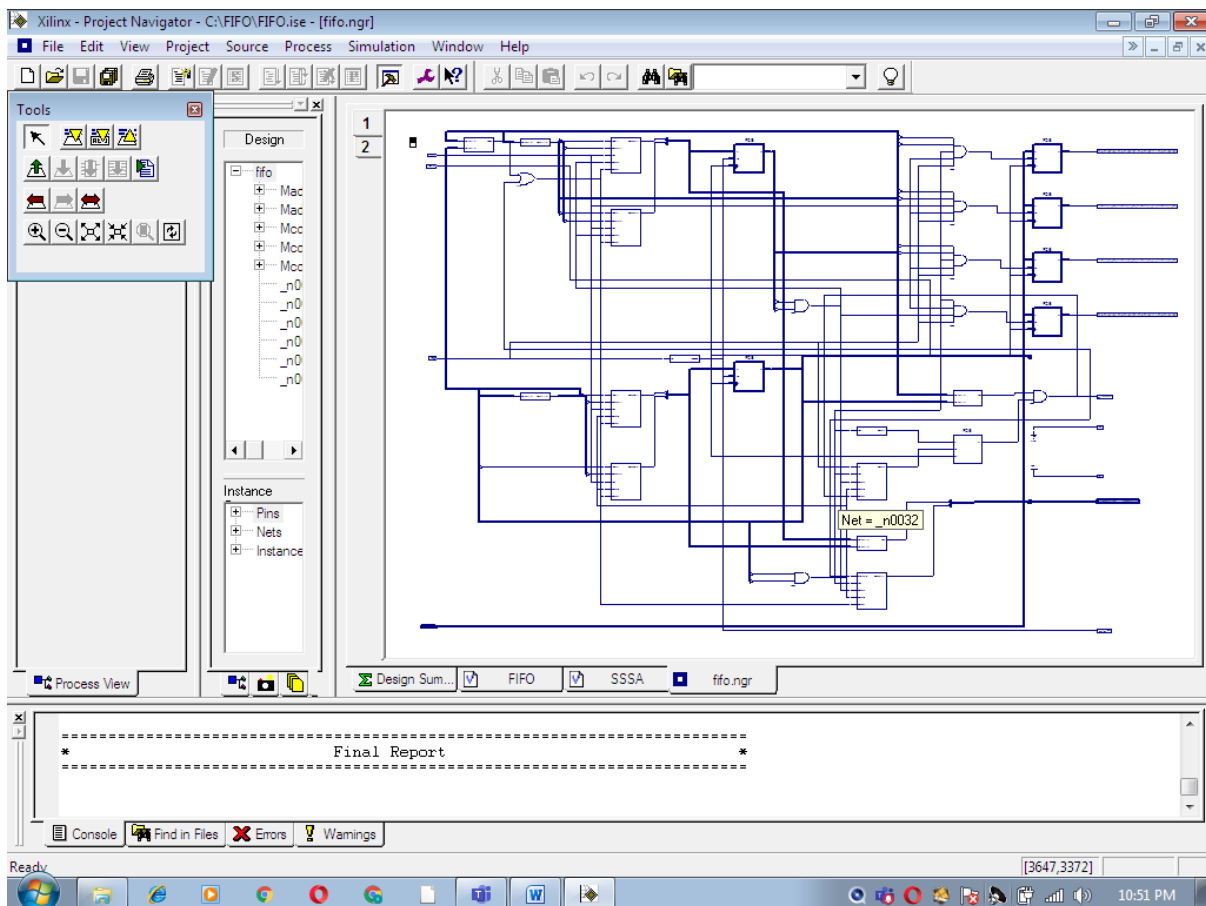 Xilinx - Project Navigator - C:\FIFO\FIFO.ise - [fifo.ngr]
File Edit View Project Source Process Simulation Window Help
Tools
Design
fifo
Mac
Mac
Mcc
Mcc
Mcc
_n0
_n0
_n0
_n0
_n0
_n0
Instance
Pins
Nets
Instance
1
2
Net = _n0032
Process View
Design Sum...
FIFO
SSSA
fifo.ngr
==========================================================================
* Final Report *
==========================================================================
Console Find in Files Errors Warnings
Ready
[3647,3372]
10:51 PM